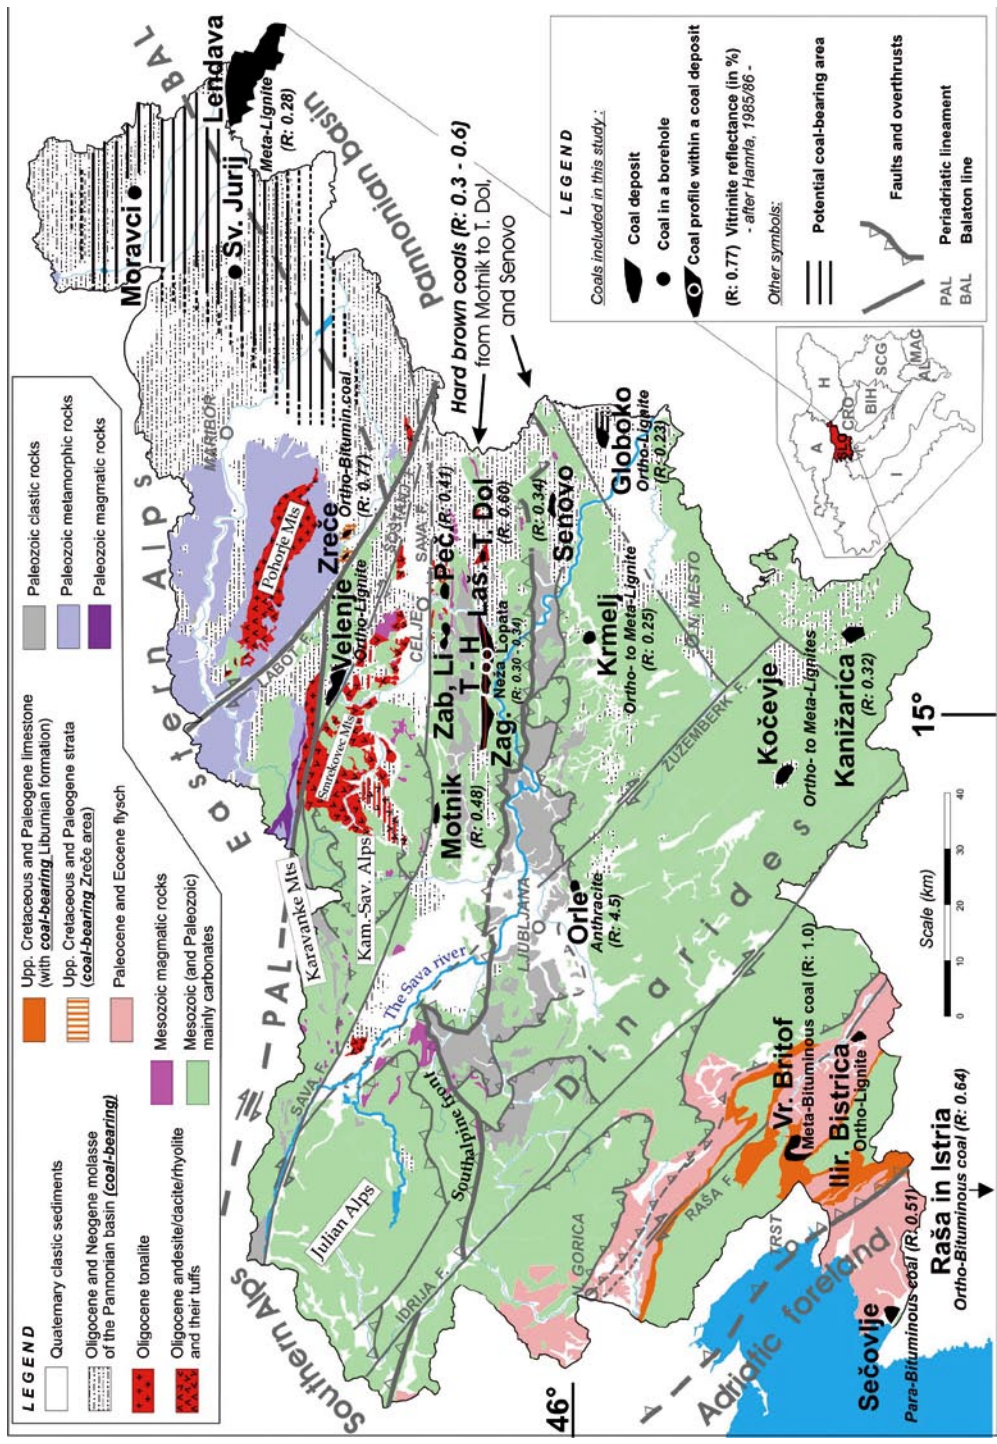 LEGEND
Quaternary clastic sediments
Oligocene and Neogene molasse
of the Pannonian basin (coal-bearing)
Oligocene tonalite
Oligocene andesite/dacite/rhyolite
and their tuffs
Upp. Cretaceous and Paleogene limestone
(with coal-bearing Liburnian formation)
Upp. Cretaceous and Paleogene strata
(coal-bearing Zreče area)
Paleocene and Eocene flysch
Mesozoic magmatic rocks
Mesozoic (and Paleozoic)
mainly carbonates
Paleozoic clastic rocks
Paleozoic metamorphic rocks
Paleozoic magmatic rocks
Southern Alps
PAL
Eastern Alps
BAL
Pannonian basin
Dinarides
Adriatic foreland
Julian Alps
Karavanke Mts
Kam.-Sav. Alps
Smrekovec Mts
Pohorje Mts
Southalpine front
The Sava river
SAVA F.
IDRIJA F.
RAŠA F.
LABOT F.
ŠOŠTANJ F.
SAVA F.
ŽUŽEMBERK F.
MARIBOR
CELJE
LJUBLJANA
N. MESTO
N. GORICA
TRST
Moravci
Sv. Jurij
Lendava
Meta-Lignite
(R: 0.28)
Zreče
Ortho-Bitumin.coal
(R: 0.77)
Velenje
Ortho-Lignite
Hard brown coals (R: 0.3 - 0.6)
from Motnik to T. Dol,
and Senovo
Zab, Li
Peč (R: 0.41)
T - H
Laš.
T. Dol
(R: 0.60)
Zag.
Neža Lopata
(R: 0.30 - 0.34)
Motnik
(R: 0.48)
(R: 0.34)
Senovo
Globoko
Ortho-Lignite
(R: 0.23)
Krmelj
Ortho- to Meta-Lignite
(R: 0.25)
Orle
Anthracite
(R: 4.5)
Kočevje
Ortho- to Meta-Lignites
Kanižarica
(R: 0.32)
Vr. Britof
Meta-Bituminous coal (R: 1.0)
Ilir. Bistrica
Ortho-Lignite
Sečovlje
Para-Bituminous coal (R: 0.51)
Raša in Istria
Ortho-Bituminous coal (R: 0.64)
46°
15°
Scale (km)
0 10 20 30 40
LEGEND
Coals included in this study:
Coal deposit
Coal in a borehole
Coal profile within a coal deposit
(R: 0.77) Vitrinite reflectance (in %)
- after Hamrla, 1985/86 -
Other symbols:
Potential coal-bearing area
Faults and overthrusts
PAL Periadriatic lineament
BAL Balaton line
A
H
SLO
CRO
BIH
SCG
AL
MAC
I